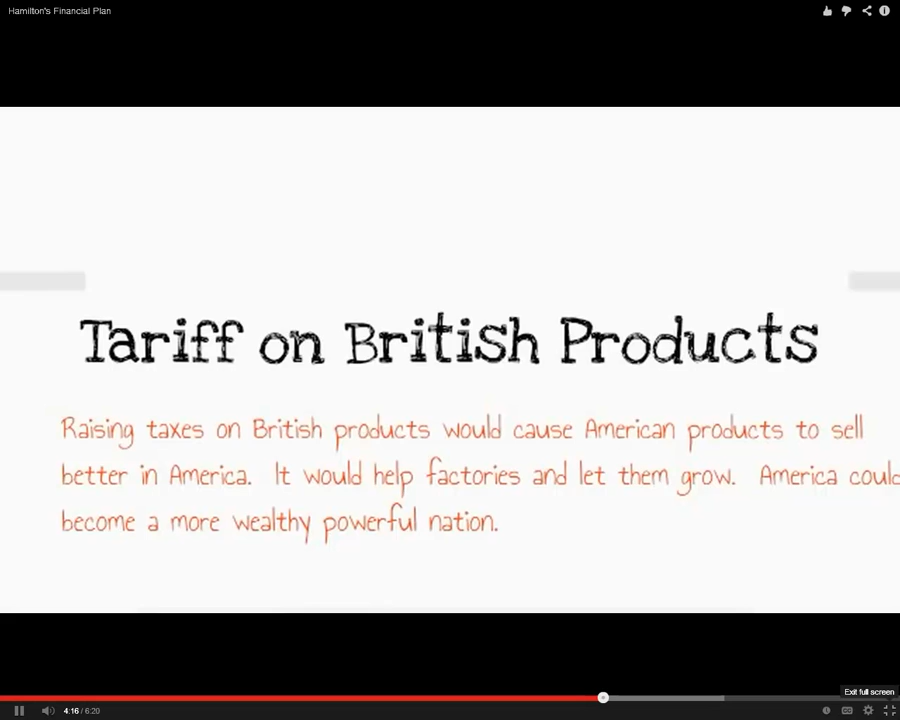 Hamilton's Financial Plan
Tariff on British Products
Raising taxes on British products would cause American products to sell
better in America. It would help factories and let them grow. America could
become a more wealthy powerful nation.
Exit full screen
4:16 / 6:20